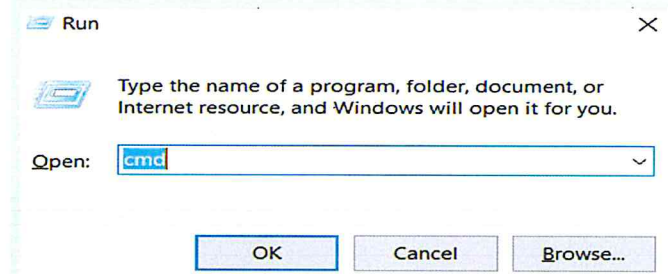 Run
Type the name of a program, folder, document, or
Internet resource, and Windows will open it for you.
Open: cmd
OK Cancel Browse...